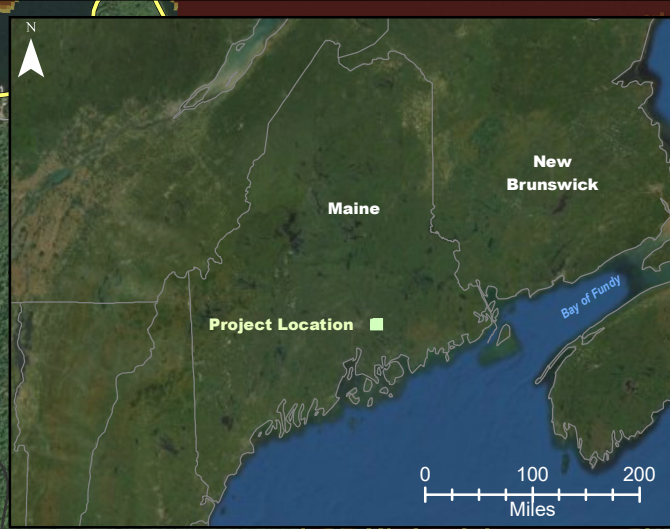 N
New
Brunswick
Maine
Bay of Fundy
Project Location
0 100 200
Miles